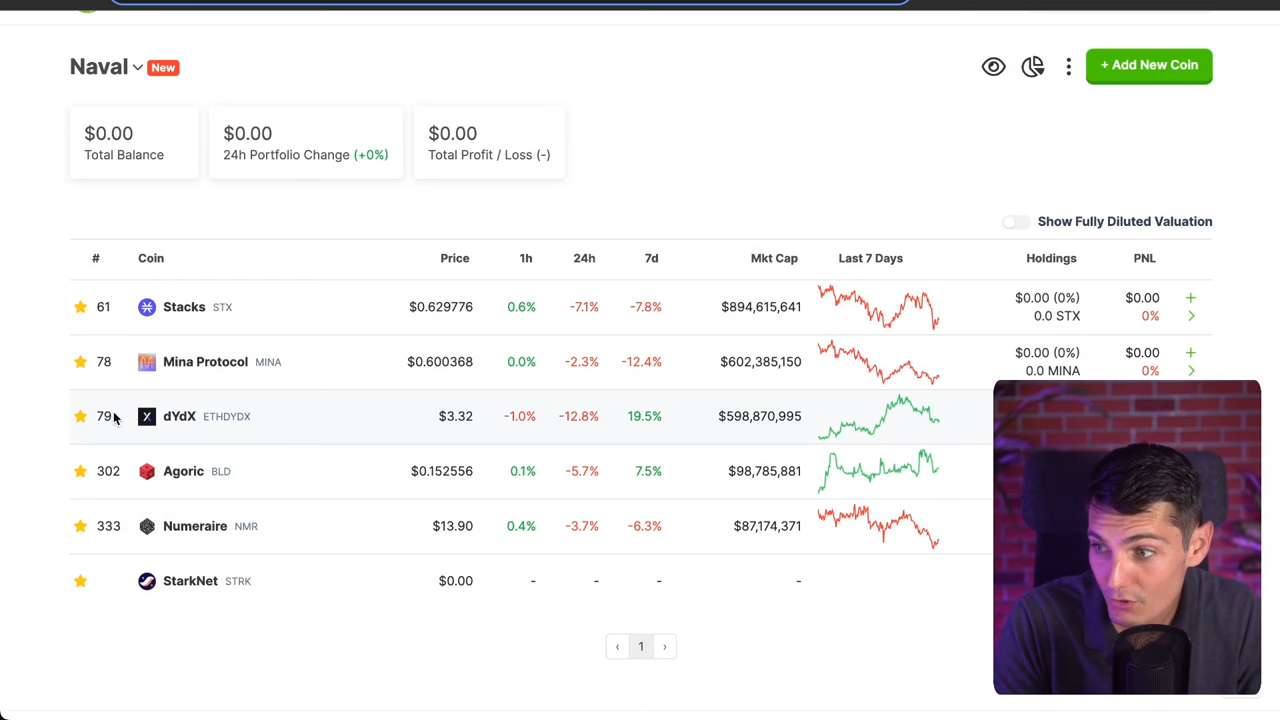 Naval New
+ Add New Coin
$0.00 $0.00 $0.00
Total Balance 24h Portfolio Change (+0%) Total Profit / Loss (-)
Show Fully Diluted Valuation
# Coin Price 1h 24h 7d Mkt Cap Last 7 Days Holdings PNL
61 Stacks STX $0.629776 0.6% -7.1% -7.8% $894,615,641 $0.00 (0%) $0.00 +
0.0 STX 0%
78 Mina Protocol MINA $0.600368 0.0% -2.3% -12.4% $602,385,150 $0.00 (0%) $0.00 +
0.0 MINA 0%
79 dYdX ETHDYDX $3.32 -1.0% -12.8% 19.5% $598,870,995
302 Agoric BLD $0.152556 0.1% -5.7% 7.5% $98,785,881
333 Numeraire NMR $13.90 0.4% -3.7% -6.3% $87,174,371
StarkNet STRK $0.00 - - - -
‹ 1 ›